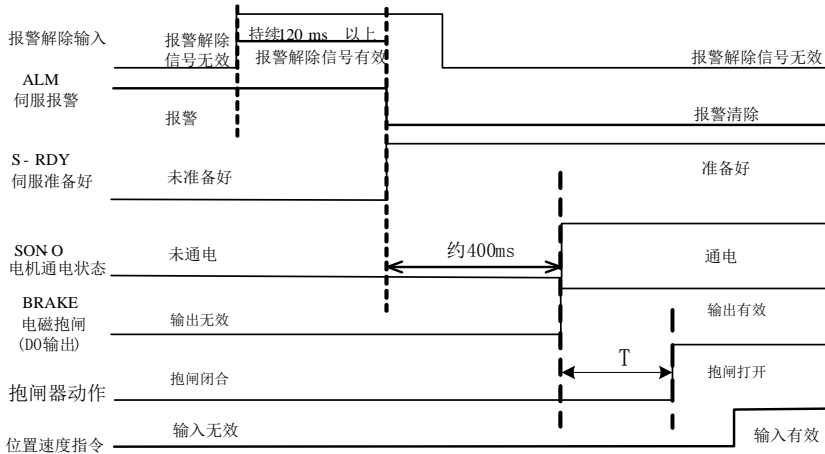 持续120 ms 以上
报警解除输入
报警解除
信号无效
报警解除信号有效
报警解除信号无效
ALM
伺服报警
报警
报警清除
S- RDY
伺服准备好
未准备好
准备好
SON-O
电机通电状态
未通电
约400ms
通电
BRAKE
电磁抱闸
(DO输出)
输出无效
输出有效
T
抱闸器动作
抱闸闭合
抱闸打开
位置速度指令
输入无效
输入有效